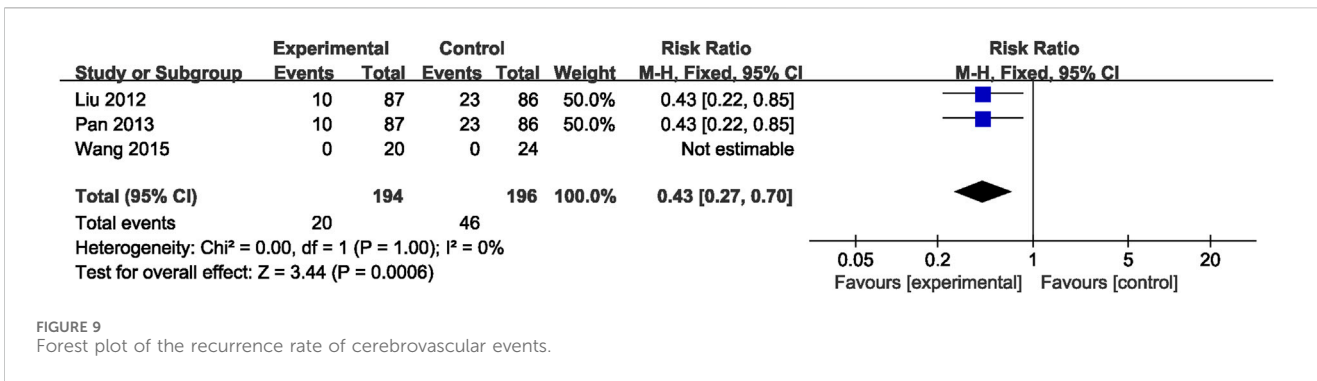 Experimental Control Risk Ratio Risk Ratio
Study or Subgroup Events Total Events Total Weight M-H, Fixed, 95% CI M-H, Fixed, 95% CI
Liu 2012 10 87 23 86 50.0% 0.43 [0.22, 0.85]
Pan 2013 10 87 23 86 50.0% 0.43 [0.22, 0.85]
Wang 2015 0 20 0 24 Not estimable
Total (95% CI) 194 196 100.0% 0.43 [0.27, 0.70]
Total events 20 46
Heterogeneity: Chi² = 0.00, df = 1 (P = 1.00); I² = 0%
Test for overall effect: Z = 3.44 (P = 0.0006)
0.05 0.2 1 5 20
Favours [experimental] Favours [control]
FIGURE 9
Forest plot of the recurrence rate of cerebrovascular events.